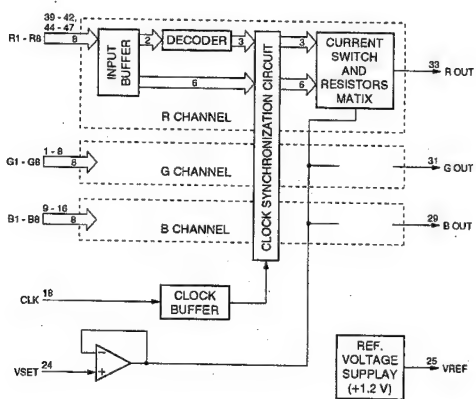 39 - 42,
44 - 47
R1 - R8
8
INPUT
BUFFER
2
DECODER
3
6
CLOCK SYNCHRONIZATION CIRCUIT
3
6
CURRENT
SWITCH
AND
RESISTORS
MATIX
33
R OUT
R CHANNEL
1 - 8
G1 - G8
8
G CHANNEL
31
G OUT
9 - 16
B1 - B8
8
B CHANNEL
29
B OUT
CLK
18
CLOCK
BUFFER
VSET
24
−
+
REF.
VOLTAGE
SUPPLAY
(+1.2 V)
25
VREF